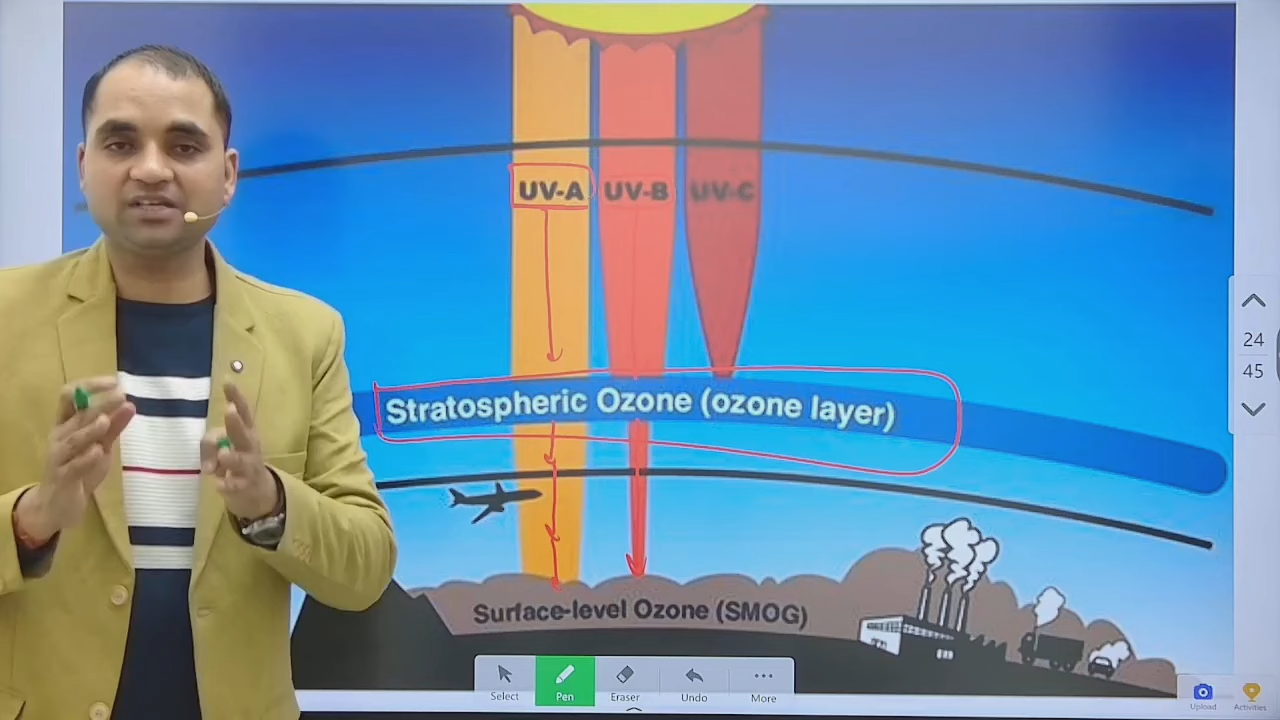 UV-A UV-B UV-C
Stratospheric Ozone (ozone layer)
24
45
Surface-level Ozone (SMOG)
Select Pen Eraser Undo More
Upload Activities